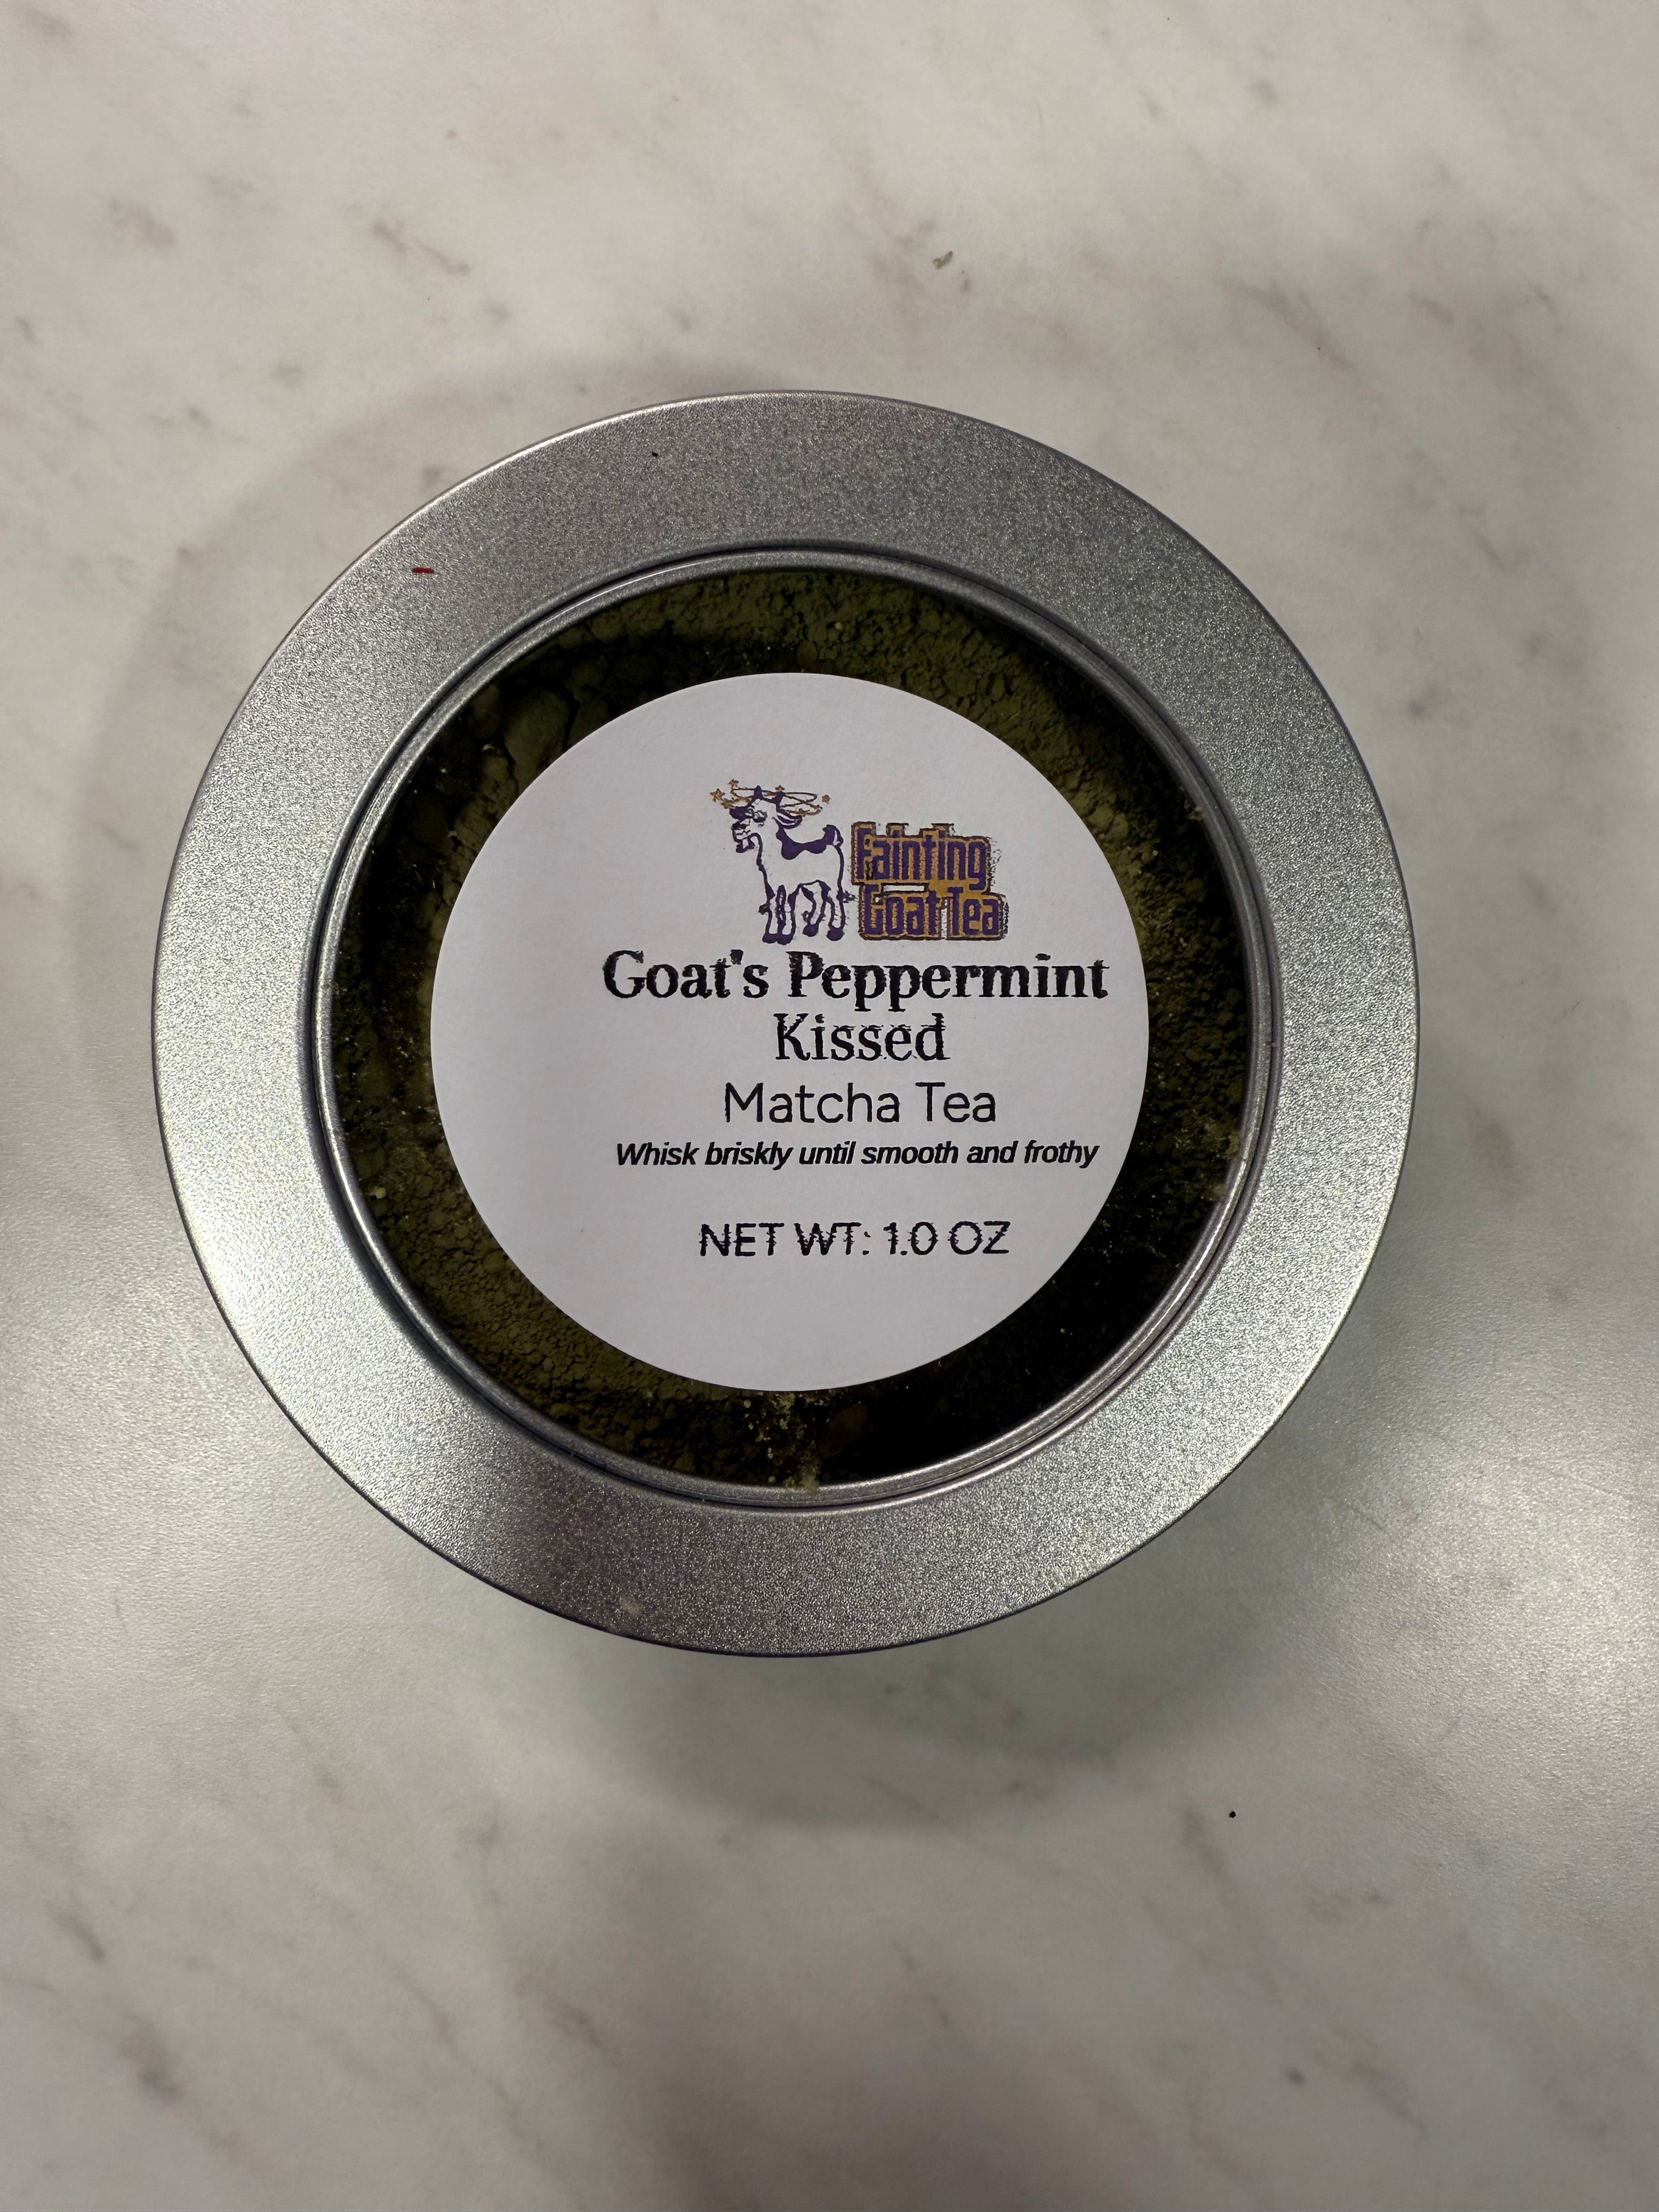 Fainting
Goat Tea
Goat's Peppermint
Kissed
Matcha Tea
Whisk briskly until smooth and frothy
NET WT: 1.0 OZ